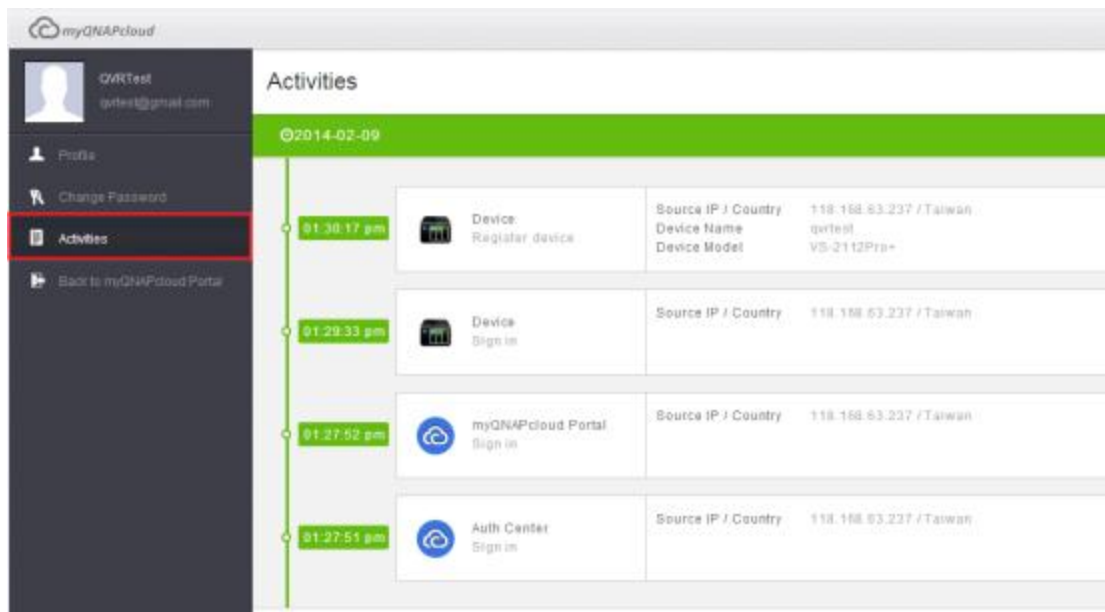 myQNAPcloud
QVRTest
qvrtest@gmail.com
Profile
Change Password
Activities
Back to myQNAPcloud Portal
Activities
2014-02-09
01:30:17 pm
Device
Register device
Source IP / Country 118.168.63.237 / Taiwan
Device Name qvrtest
Device Model VS-2112Pro+
01:29:33 pm
Device
Sign in
Source IP / Country 118.168.63.237 / Taiwan
01:27:52 pm
myQNAPcloud Portal
Sign in
Source IP / Country 118.168.63.237 / Taiwan
01:27:51 pm
Auth Center
Sign in
Source IP / Country 118.168.63.237 / Taiwan